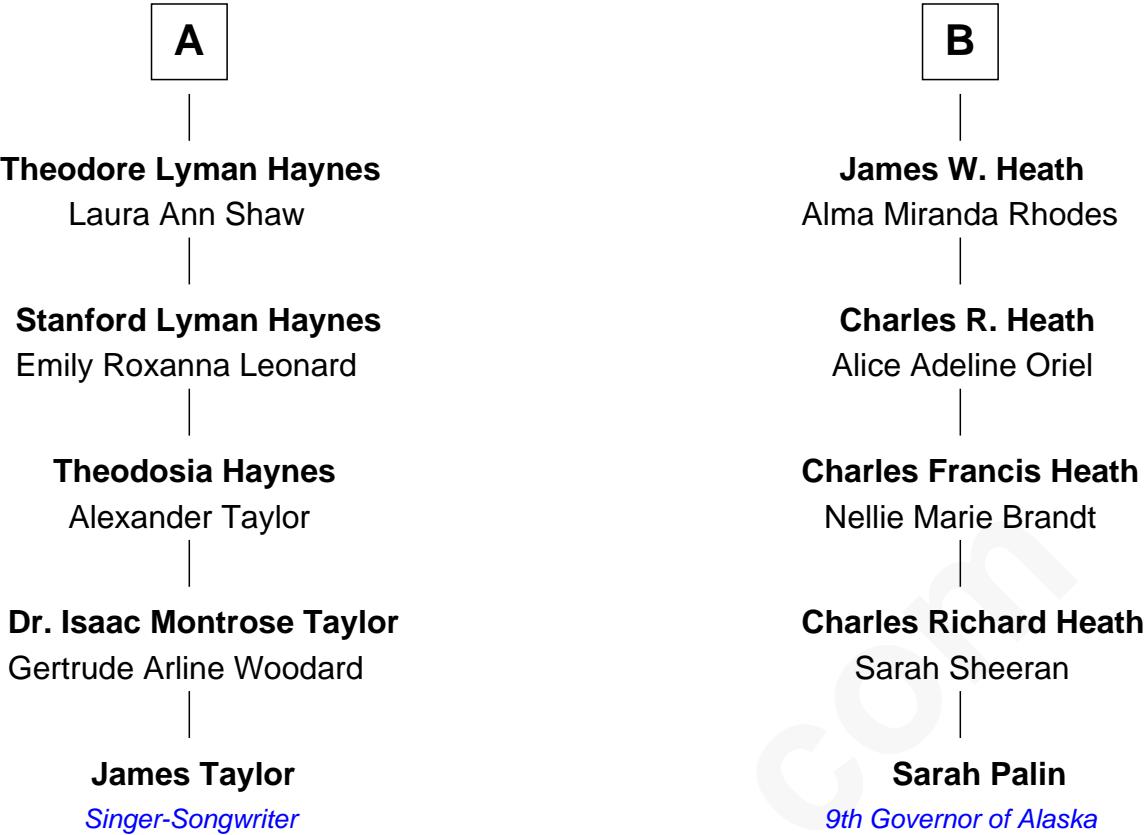 A
Theodore Lyman Haynes
Laura Ann Shaw
Stanford Lyman Haynes
Emily Roxanna Leonard
Theodosia Haynes
Alexander Taylor
Dr. Isaac Montrose Taylor
Gertrude Arline Woodard
James Taylor
Singer-Songwriter
B
James W. Heath
Alma Miranda Rhodes
Charles R. Heath
Alice Adeline Oriel
Charles Francis Heath
Nellie Marie Brandt
Charles Richard Heath
Sarah Sheeran
Sarah Palin
9th Governor of Alaska
com